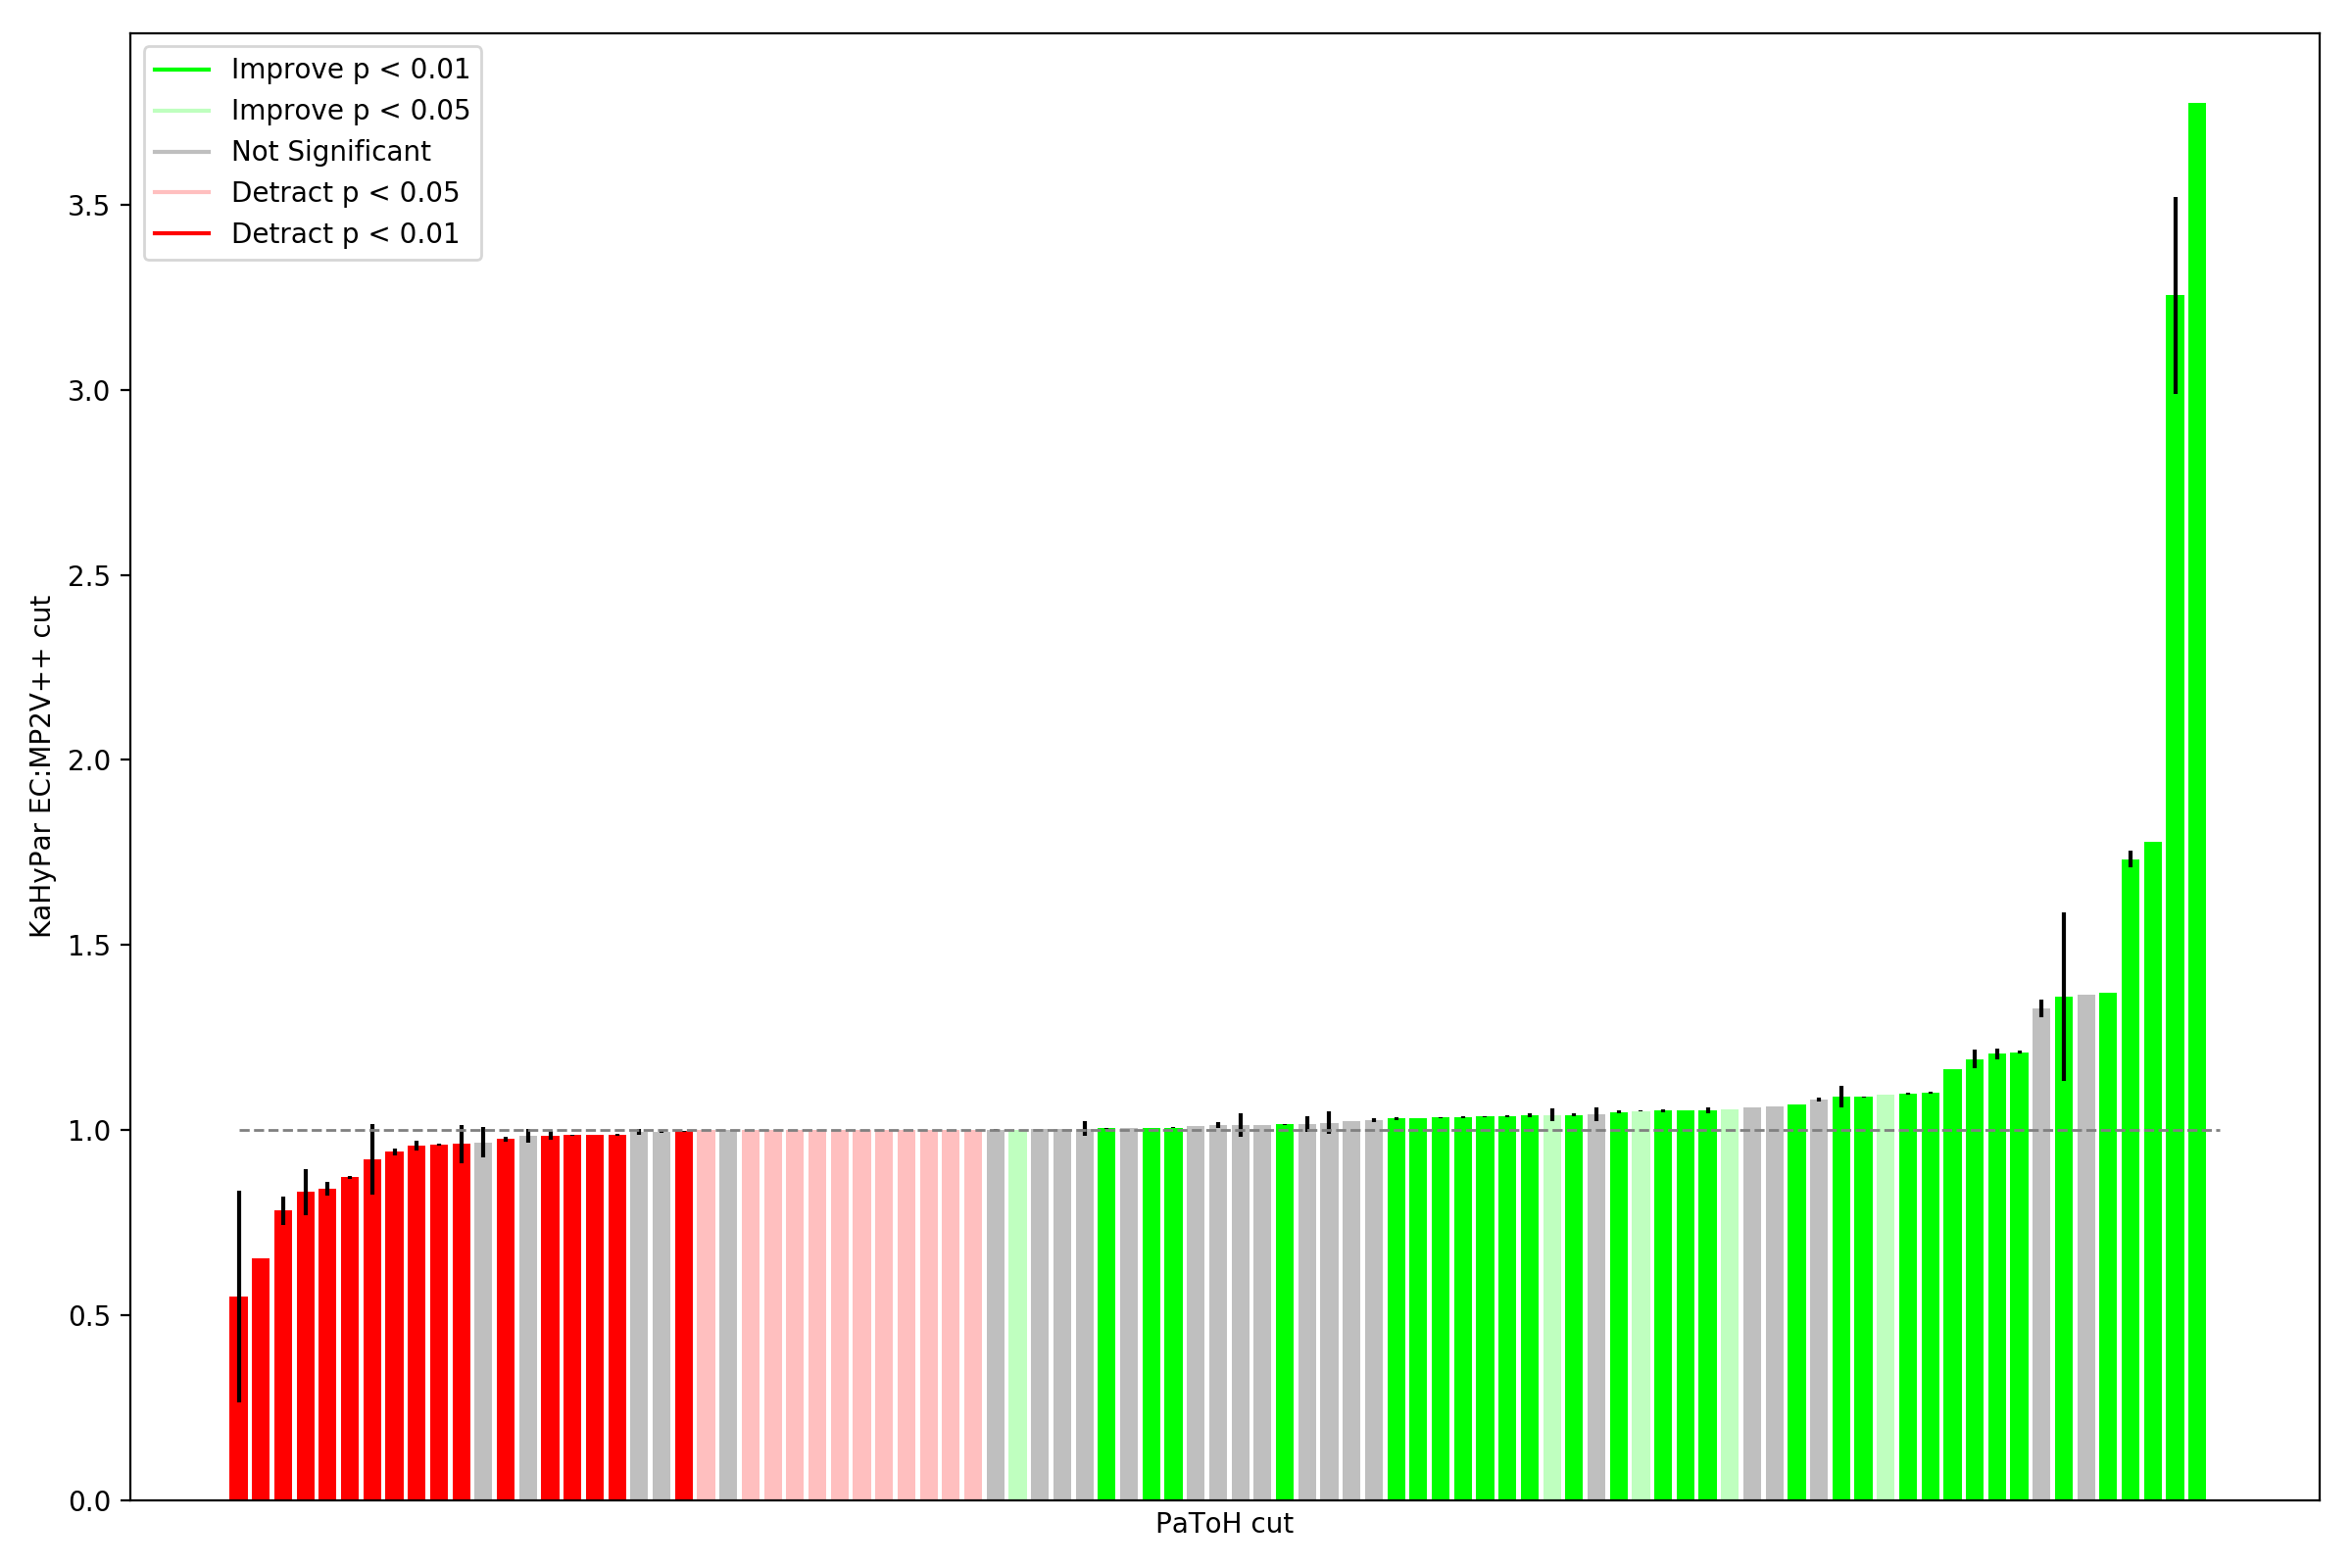 Improve p < 0.01
Improve p < 0.05
Not Significant
Detract p < 0.05
Detract p < 0.01
3.5
3.0
2.5
2.0
1.5
1.0
0.5
0.0
KaHyPar EC:MP2V++ cut
PaToH cut